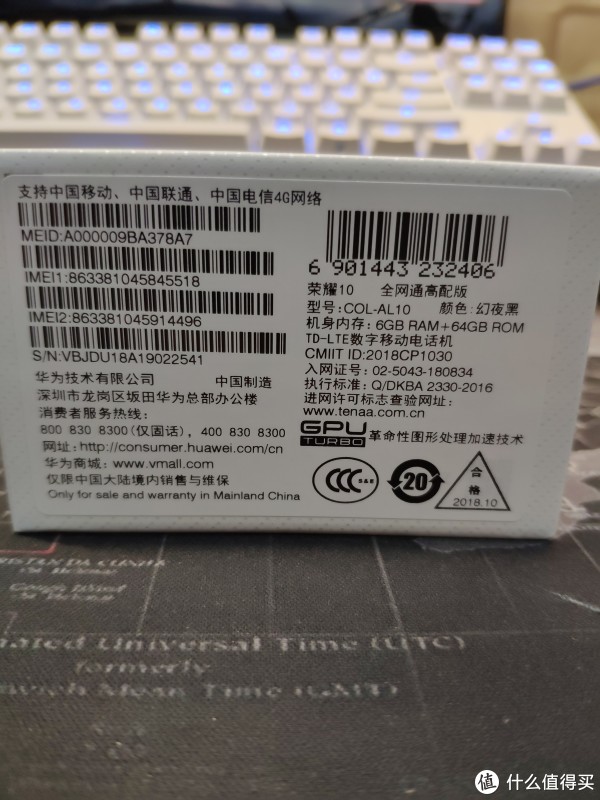 支持中国移动、中国联通、中国电信4G网络
MEID:A000009BA378A7
IMEI1:863381045845518
IMEI2:863381045914496
S/N:VBJDU18A19022541
华为技术有限公司 中国制造
深圳市龙岗区坂田华为总部办公楼
消费者服务热线:
800 830 8300(仅固话), 400 830 8300
网址: http://consumer.huawei.com/cn
华为商城: www.vmall.com
仅限中国大陆境内销售与维保
Only for sale and warranty in Mainland China
6 901443 232406
荣耀10 全网通高配版
型号: COL-AL10 颜色: 幻夜黑
机身内存: 6GB RAM+64GB ROM
TD-LTE数字移动电话机
CMIIT ID:2018CP1030
入网证号: 02-5043-180834
执行标准: Q/DKBA 2330-2016
进网许可标志查验网址:
www.tenaa.com.cn
GPU
TURBO
革命性图形处理加速技术
CCC S&E
20
合格
2018.10
TRISTAN DA CUNHA
Universal Time (UTC)
formerly
Mean Time (GMT)
值 什么值得买